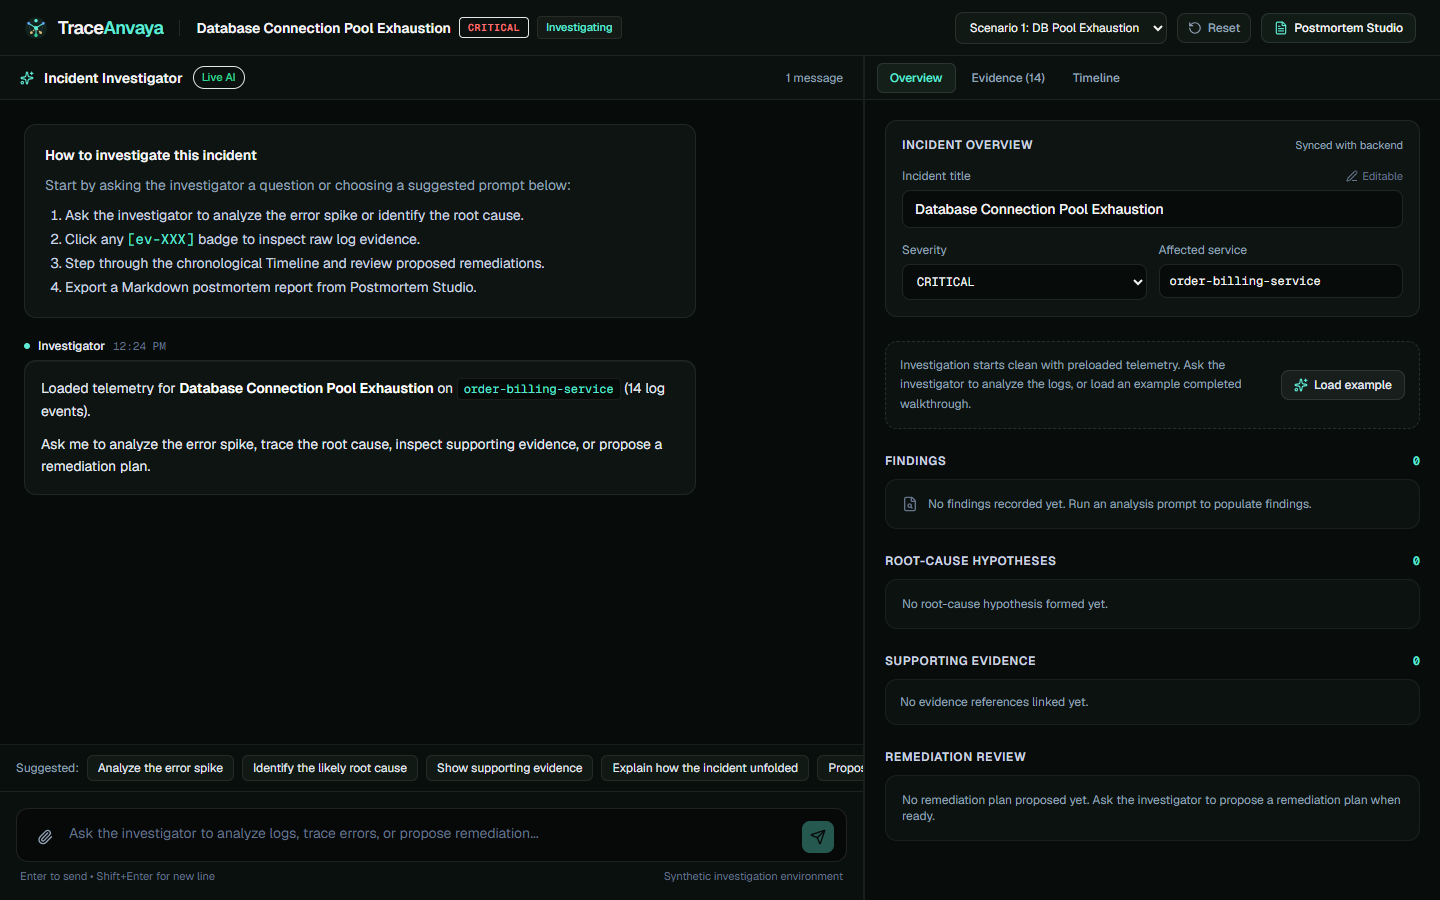 TraceAnvaya
Database Connection Pool Exhaustion
CRITICAL
Investigating
Scenario 1: DB Pool Exhaustion
Reset
Postmortem Studio
Incident Investigator
Live AI
1 message
Overview
Evidence (14)
Timeline
How to investigate this incident
Start by asking the investigator a question or choosing a suggested prompt below:
1. Ask the investigator to analyze the error spike or identify the root cause.
2. Click any [ev-XXX] badge to inspect raw log evidence.
3. Step through the chronological Timeline and review proposed remediations.
4. Export a Markdown postmortem report from Postmortem Studio.
Investigator 12:24 PM
Loaded telemetry for Database Connection Pool Exhaustion on order-billing-service (14 log
events).
Ask me to analyze the error spike, trace the root cause, inspect supporting evidence, or propose a
remediation plan.
Suggested:
Analyze the error spike
Identify the likely root cause
Show supporting evidence
Explain how the incident unfolded
Propos
Ask the investigator to analyze logs, trace errors, or propose remediation...
Enter to send • Shift+Enter for new line
Synthetic investigation environment
INCIDENT OVERVIEW
Synced with backend
Incident title
Editable
Database Connection Pool Exhaustion
Severity
Affected service
CRITICAL
order-billing-service
Investigation starts clean with preloaded telemetry. Ask the
investigator to analyze the logs, or load an example completed
walkthrough.
Load example
FINDINGS
0
No findings recorded yet. Run an analysis prompt to populate findings.
ROOT-CAUSE HYPOTHESES
0
No root-cause hypothesis formed yet.
SUPPORTING EVIDENCE
0
No evidence references linked yet.
REMEDIATION REVIEW
No remediation plan proposed yet. Ask the investigator to propose a remediation plan when
ready.